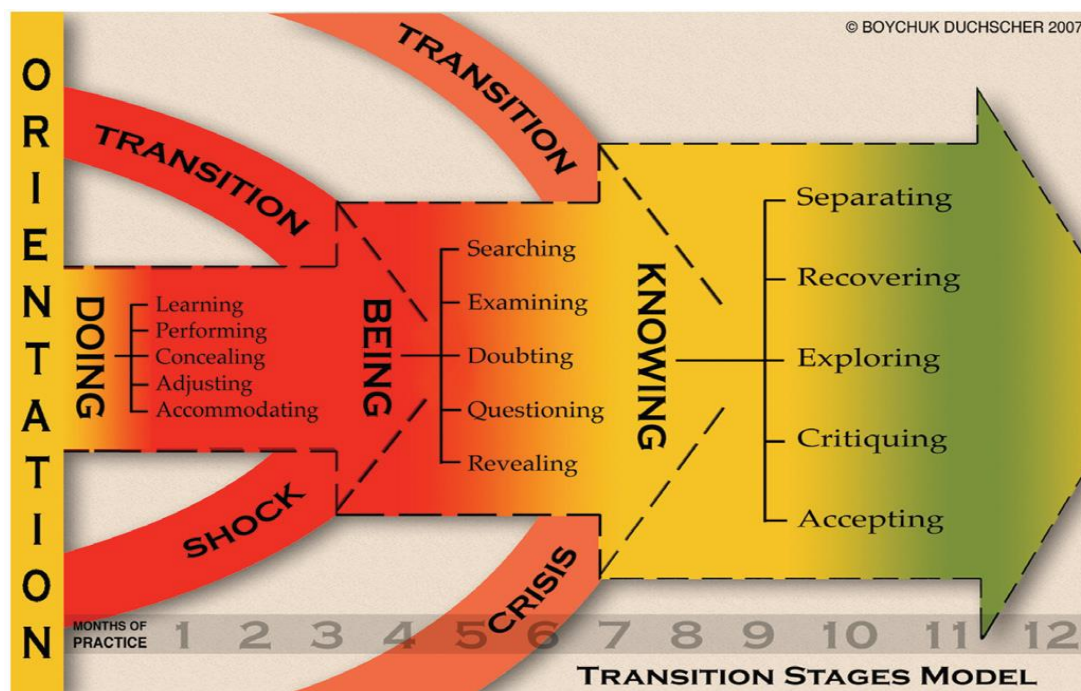 © BOYCHUK DUCHSCHER 2007
ORIENTATION
TRANSITION
SHOCK
TRANSITION
CRISIS
DOING
Learning
Performing
Concealing
Adjusting
Accommodating
BEING
Searching
Examining
Doubting
Questioning
Revealing
KNOWING
Separating
Recovering
Exploring
Critiquing
Accepting
MONTHS OF
PRACTICE
1 2 3 4 5 6 7 8 9 10 11 12
TRANSITION STAGES MODEL